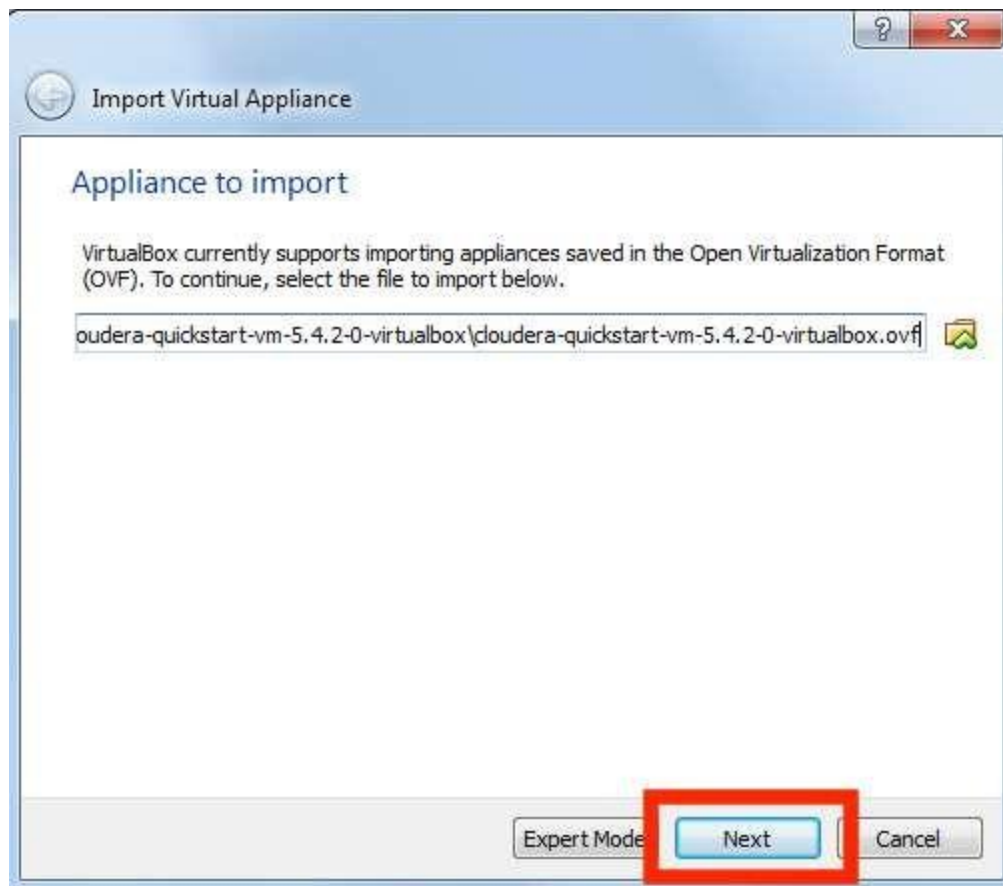 ?
X
Import Virtual Appliance
Appliance to import
VirtualBox currently supports importing appliances saved in the Open Virtualization Format
(OVF). To continue, select the file to import below.
oudera-quickstart-vm-5.4.2-0-virtualbox\cloudera-quickstart-vm-5.4.2-0-virtualbox.ovf
Expert Mode
Next
Cancel